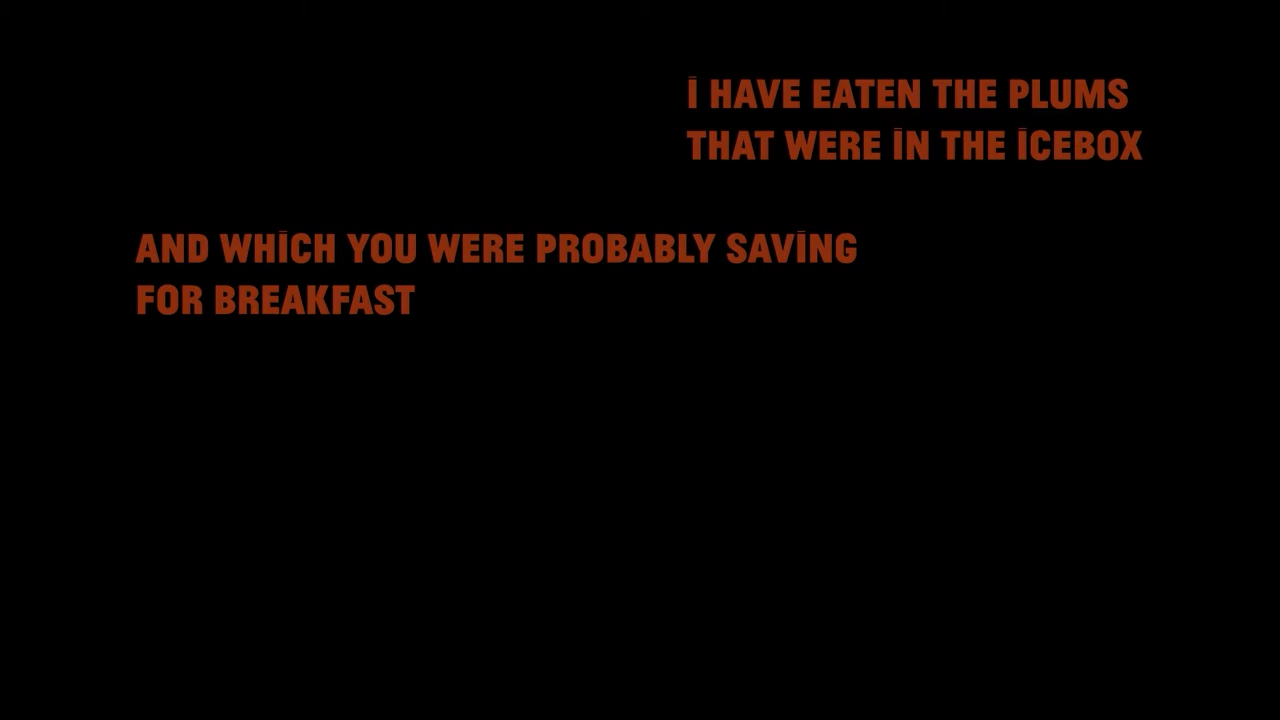 I HAVE EATEN THE PLUMS
THAT WERE IN THE ICEBOX
AND WHICH YOU WERE PROBABLY SAVING
FOR BREAKFAST